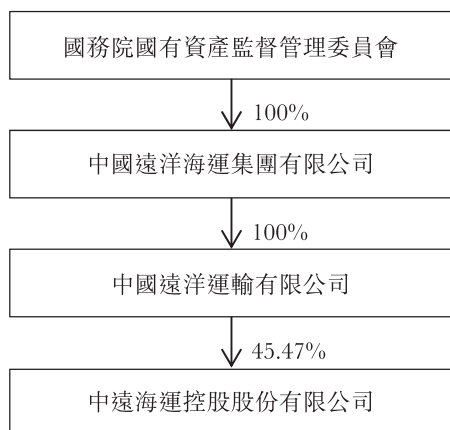 國務院國有資產監督管理委員會
100%
中國遠洋海運集團有限公司
100%
中國遠洋運輸有限公司
45.47%
中遠海運控股股份有限公司